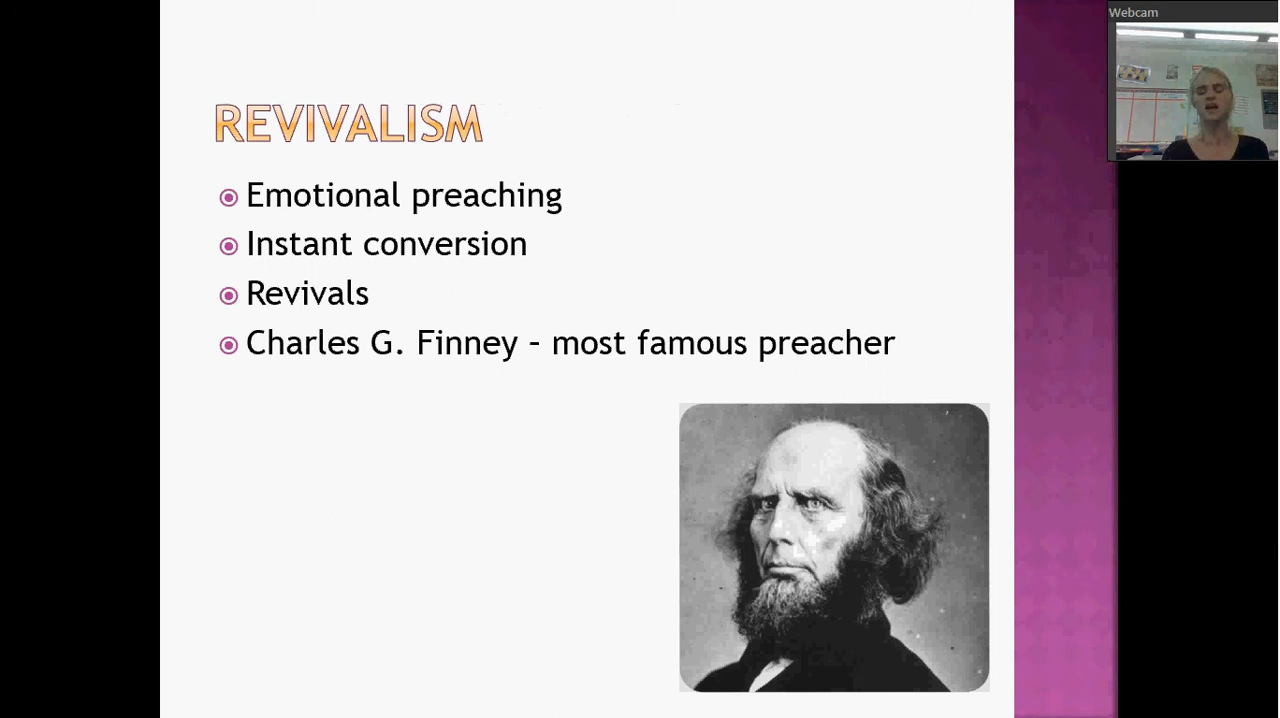 Webcam
REVIVALISM
Emotional preaching
Instant conversion
Revivals
Charles G. Finney – most famous preacher